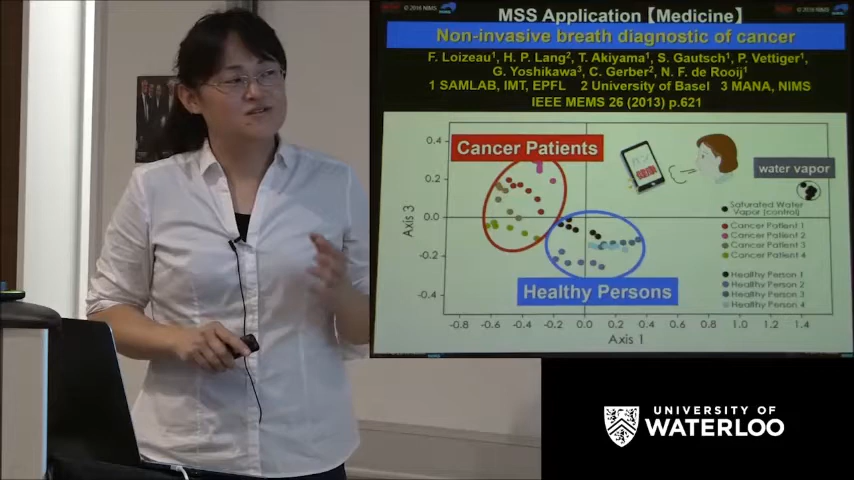 © 2016 NIMS
© 2016 NIMS
MSS Application【Medicine】
Non-invasive breath diagnostic of cancer
F. Loizeau¹, H. P. Lang², T. Akiyama¹, S. Gautsch¹, P. Vettiger¹,
G. Yoshikawa³, C. Gerber², N. F. de Rooij¹
1 SAMLAB, IMT, EPFL 2 University of Basel 3 MANA, NIMS
IEEE MEMS 26 (2013) p.621
Cancer Patients
water vapor
Saturated Water
Vapor (control)
Cancer Patient 1
Cancer Patient 2
Cancer Patient 3
Cancer Patient 4
Healthy Person 1
Healthy Person 2
Healthy Person 3
Healthy Person 4
Healthy Persons
Axis 3
0.4
0.2
0.0
-0.2
-0.4
-0.8 -0.6 -0.4 -0.2 0.0 0.2 0.4 0.6 0.8 1.0 1.2 1.4
Axis 1
UNIVERSITY OF
WATERLOO